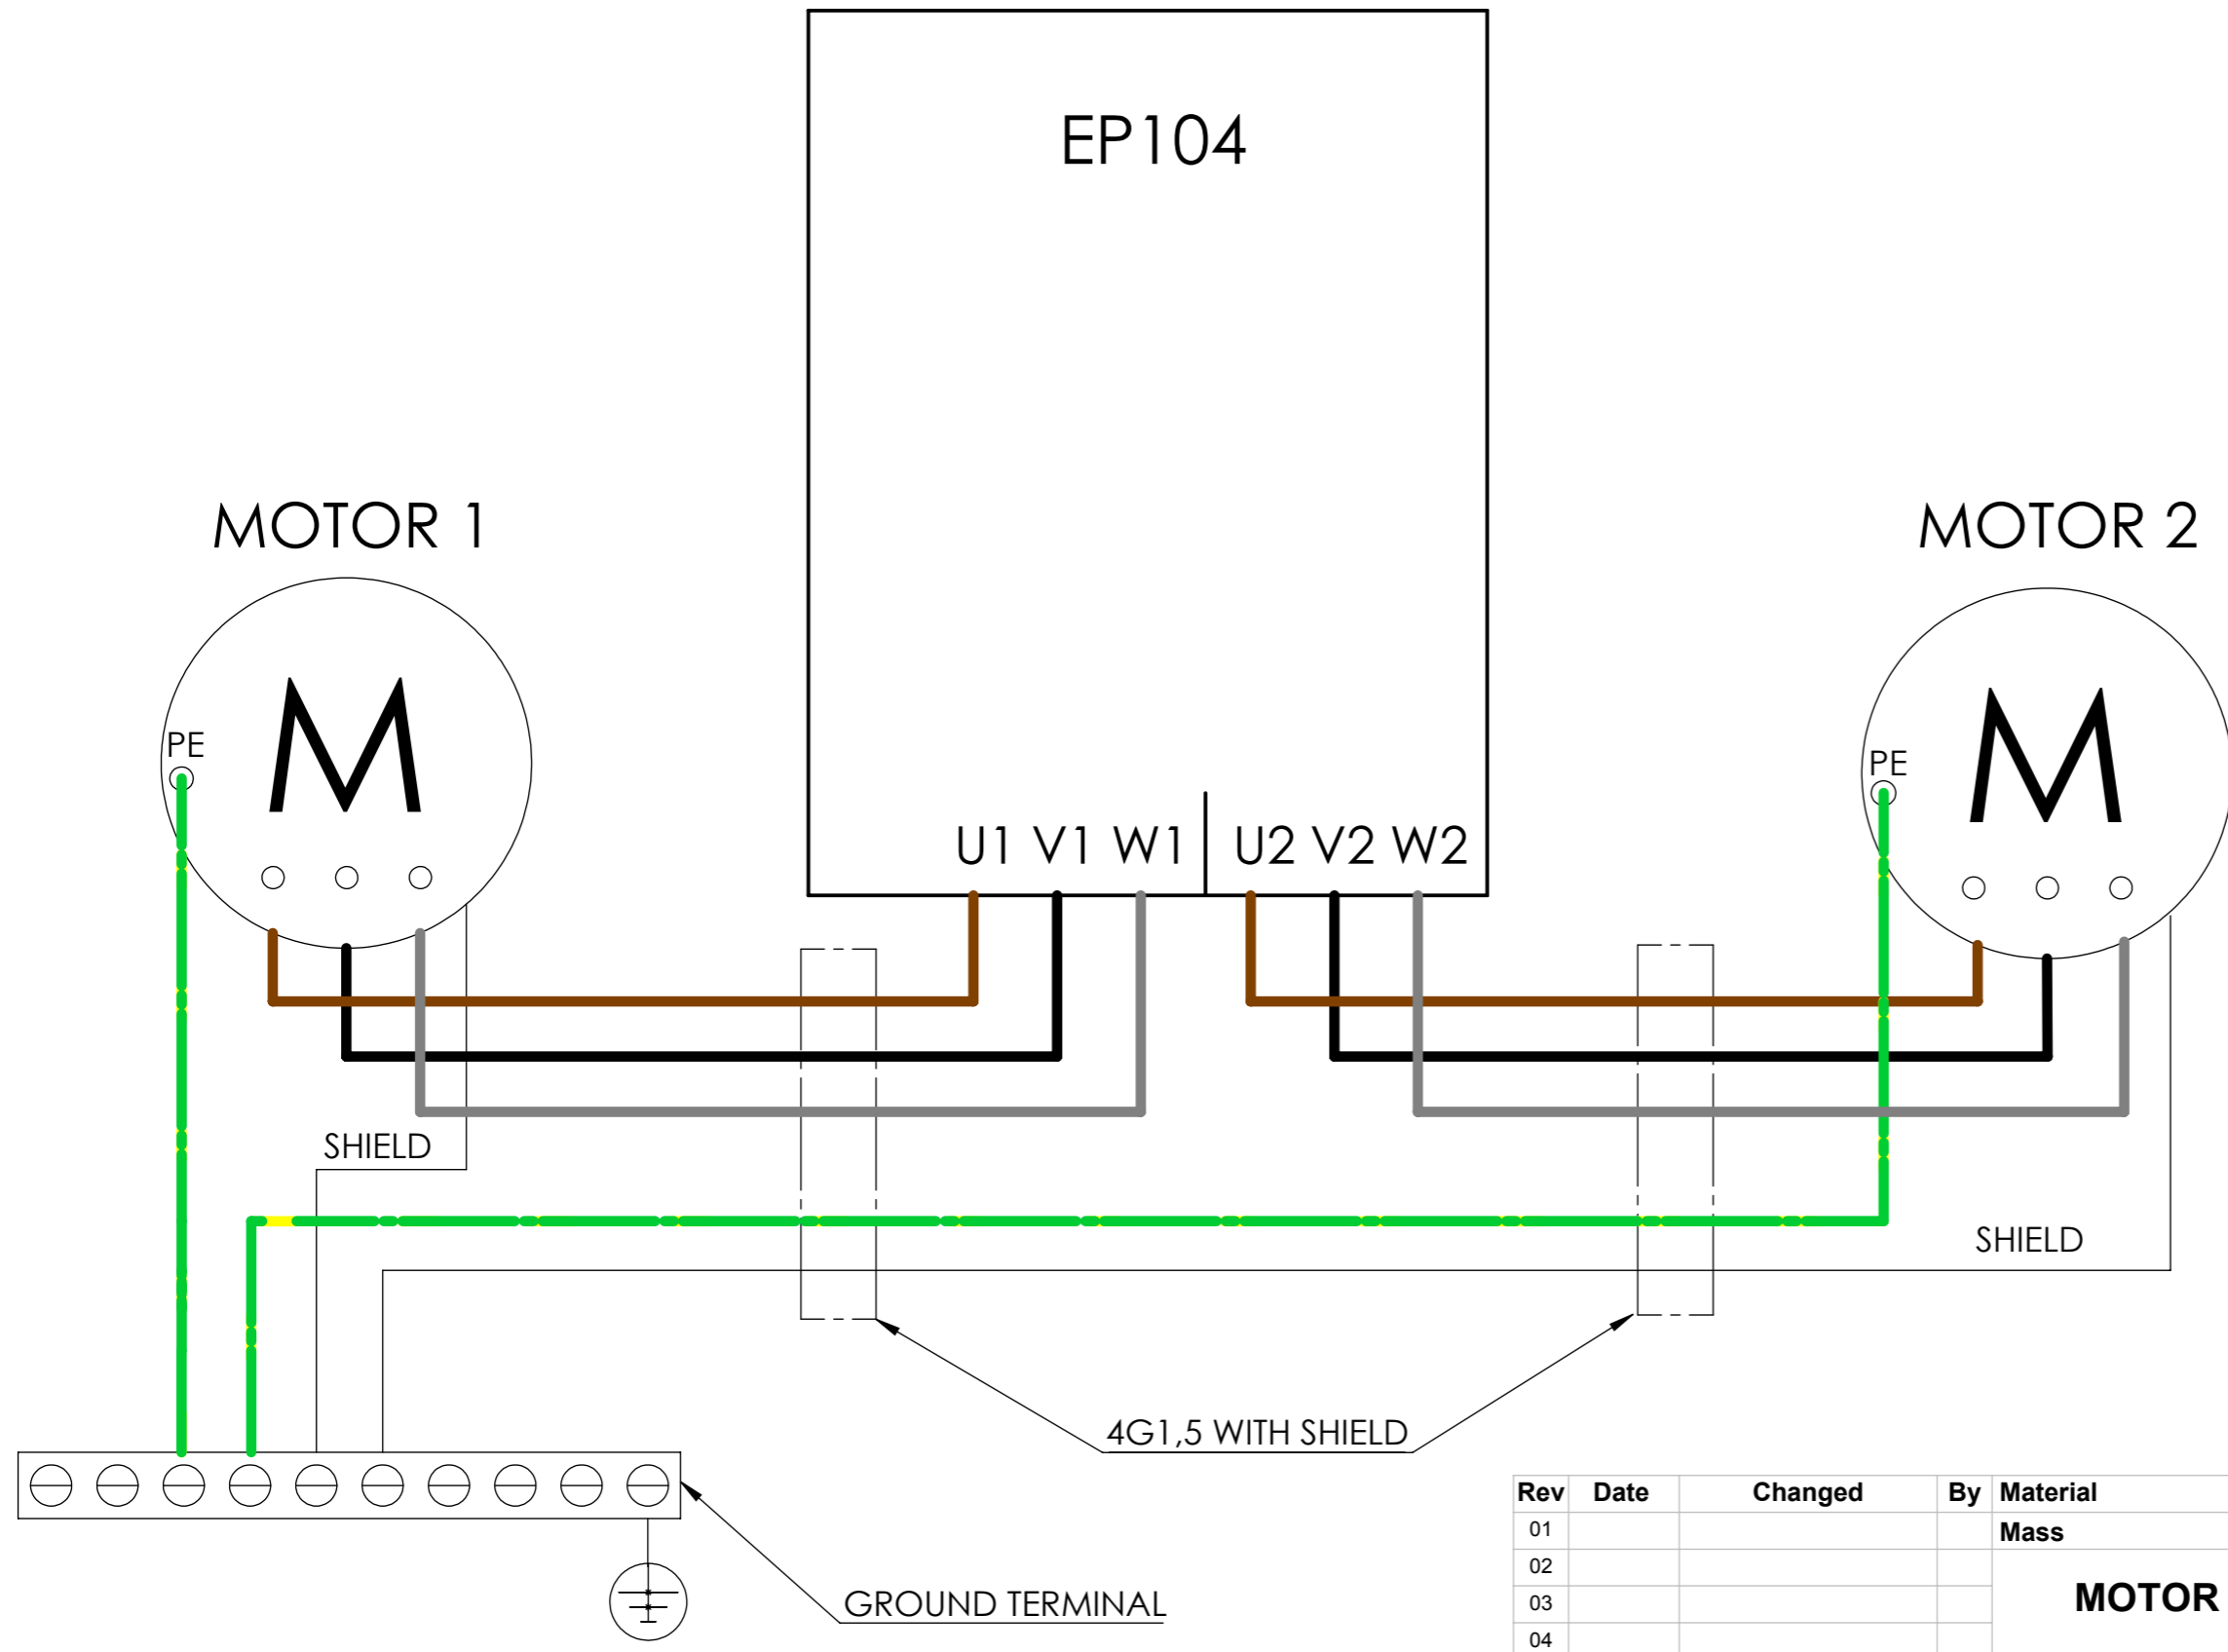 EP104
MOTOR 1
MOTOR 2
M
M
PE
PE
U1 V1 W1 U2 V2 W2
SHIELD
SHIELD
4G1,5 WITH SHIELD
GROUND TERMINAL
Rev Date Changed By Material
01 Mass
02
03 MOTOR
04